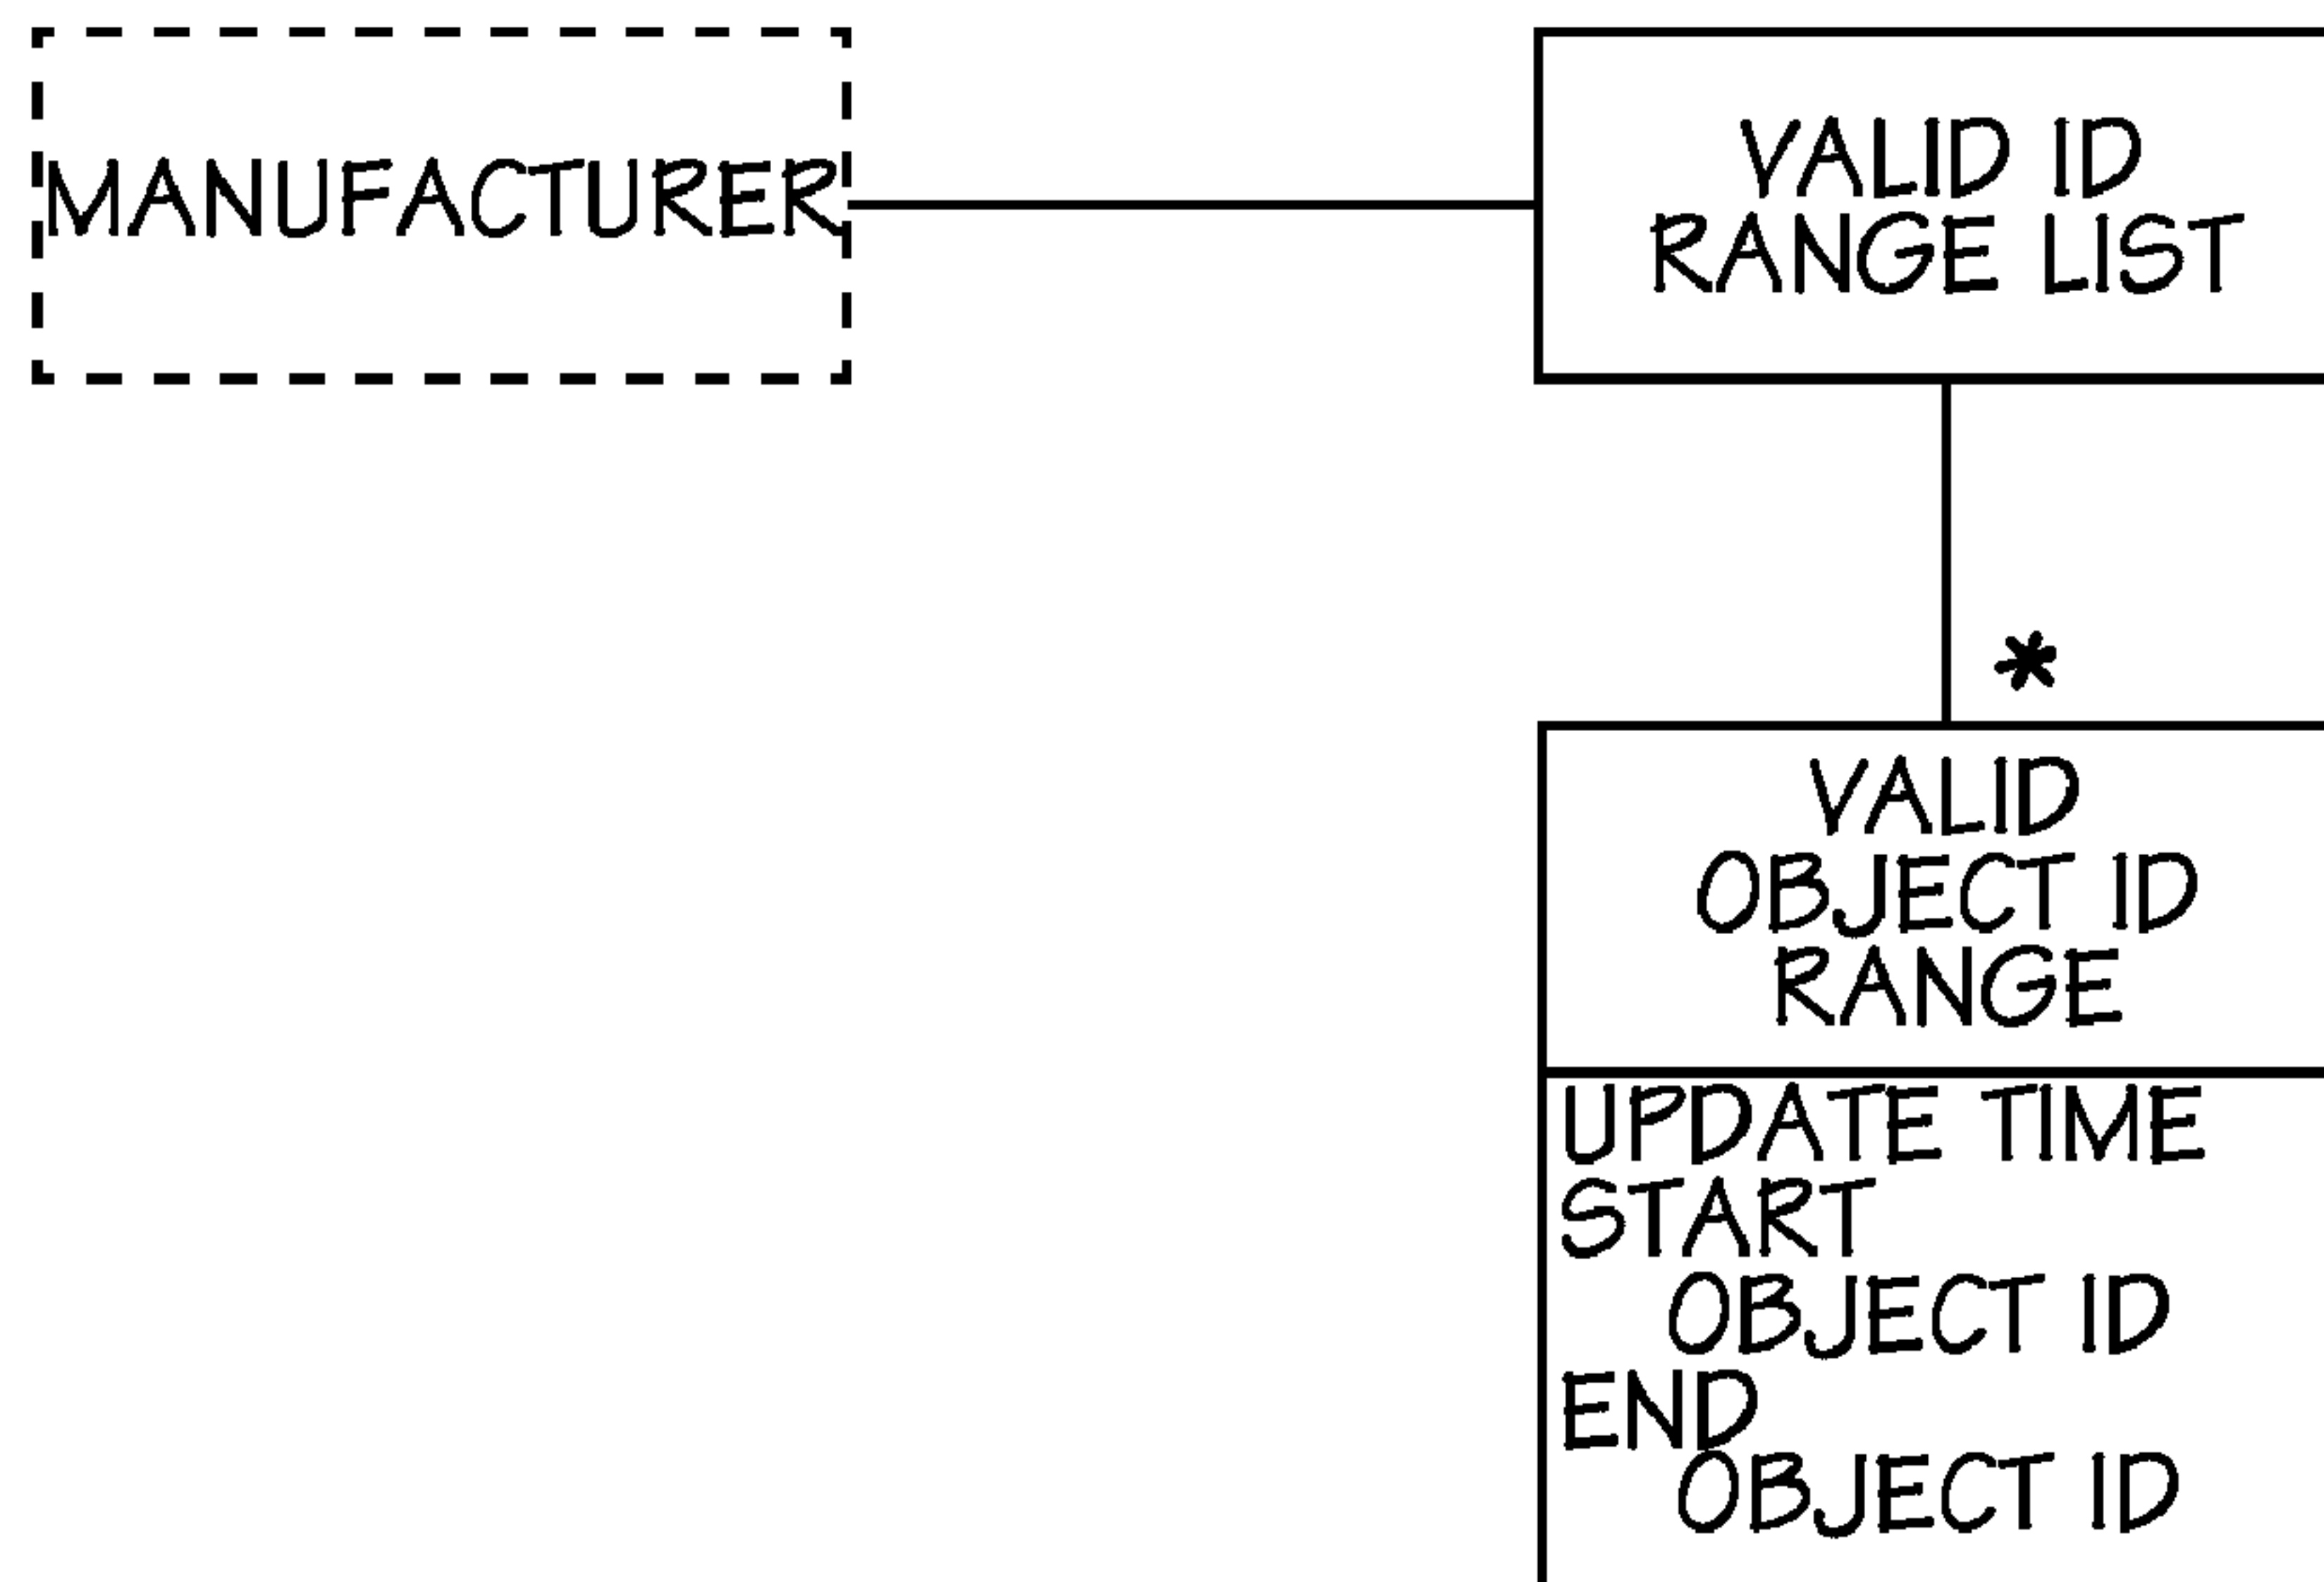 MANUFACTURER
VALID ID
RANGE LIST
*
VALID
OBJECT ID
RANGE
UPDATE TIME
START
OBJECT ID
END
OBJECT ID